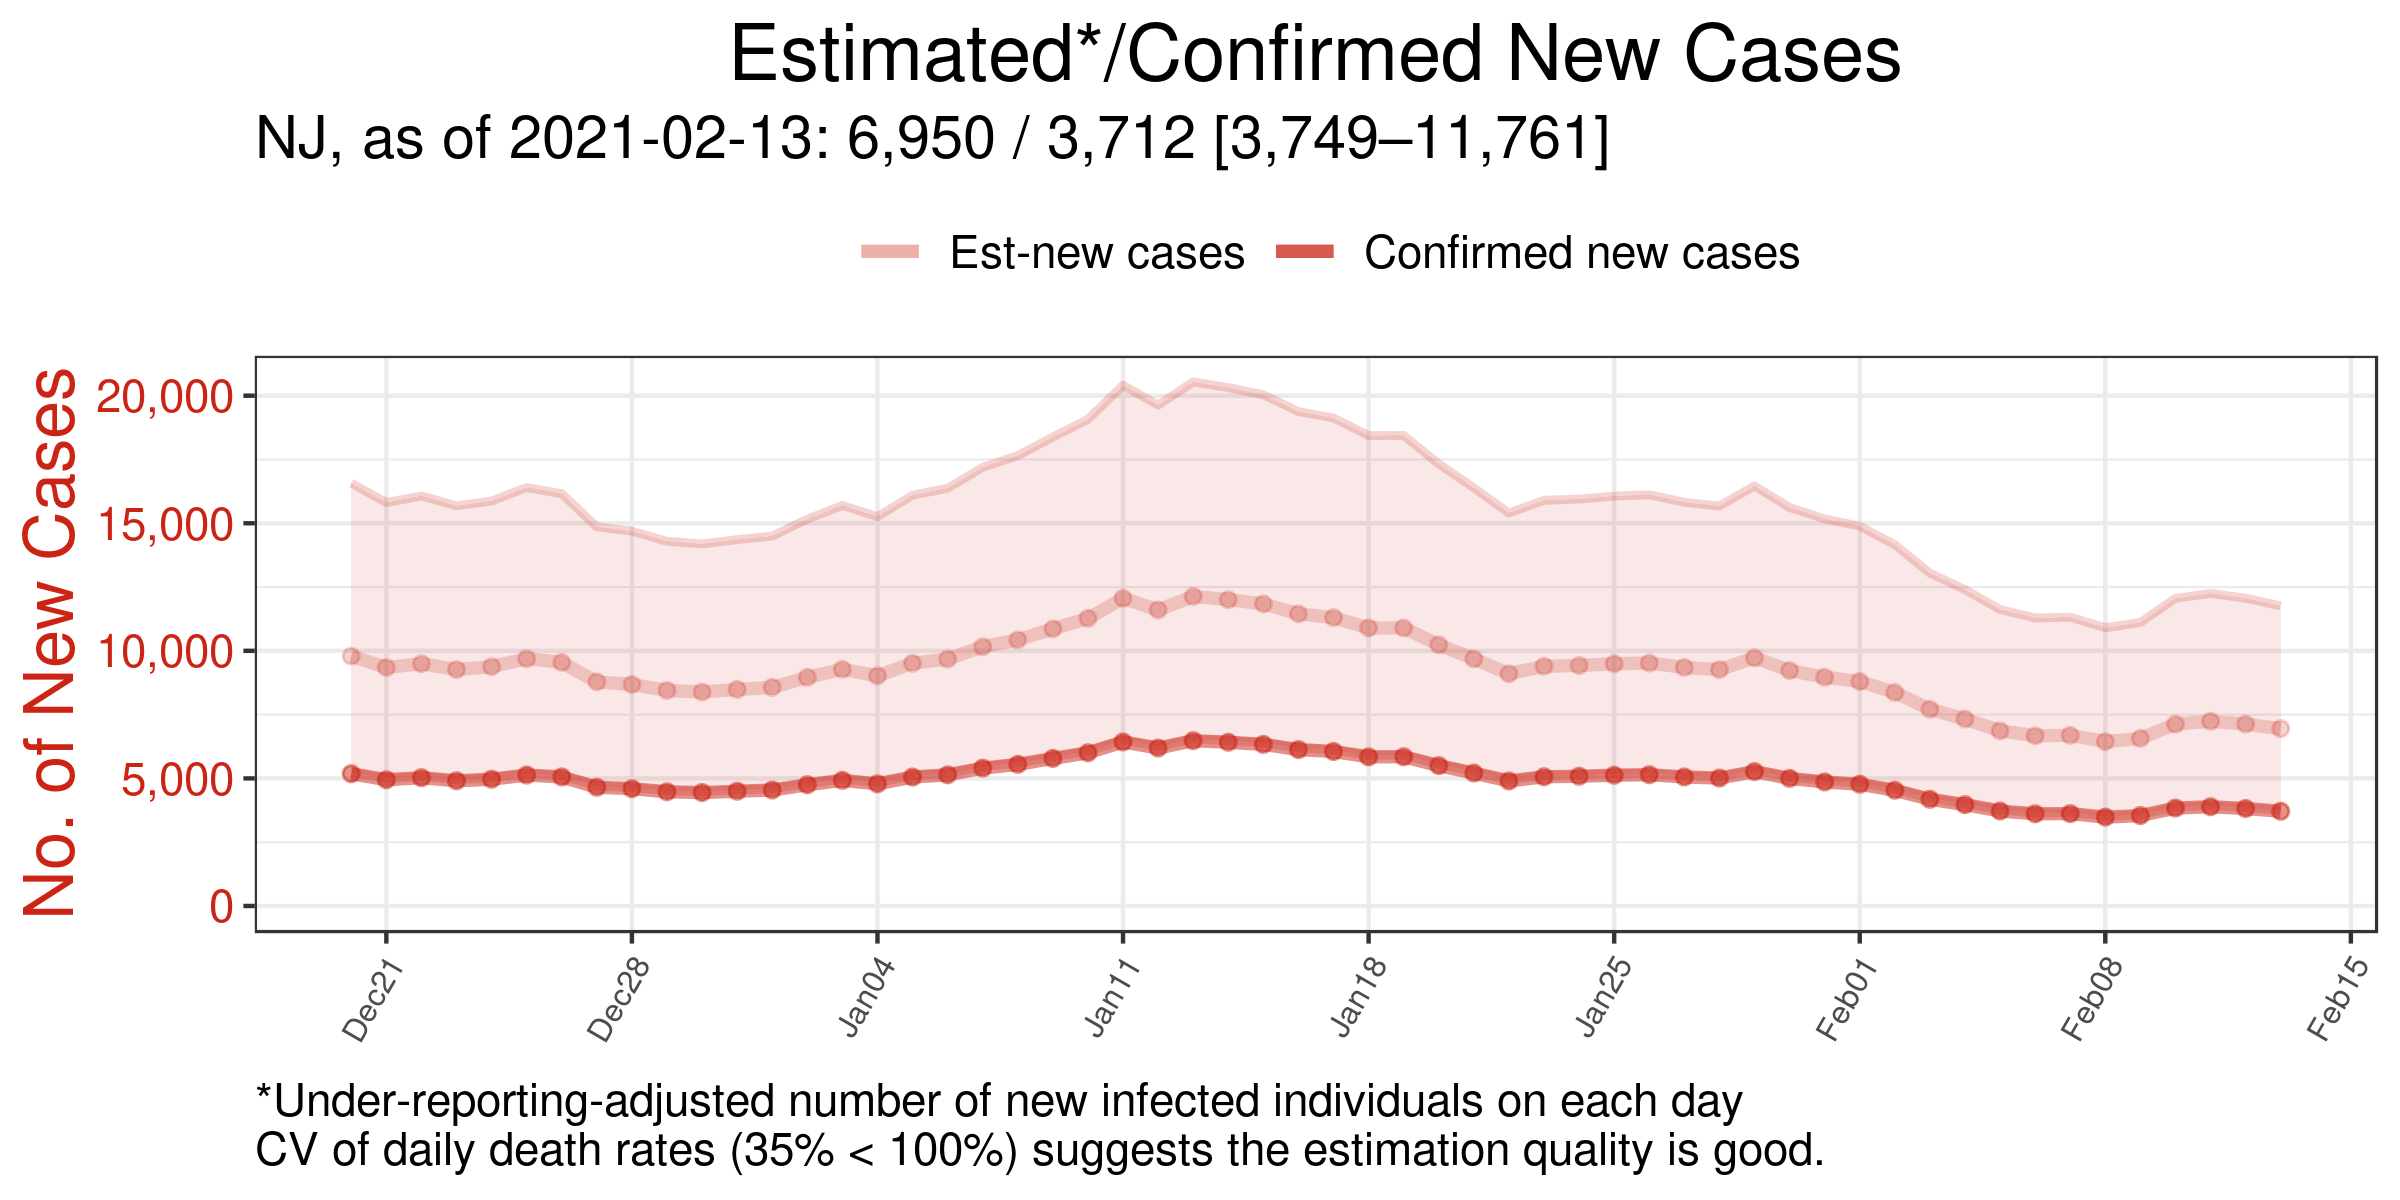 Estimated*/Confirmed New Cases
NJ, as of 2021-02-13: 6,950 / 3,712 [3,749–11,761]
Est-new cases
Confirmed new cases
No. of New Cases
20,000
15,000
10,000
5,000
0
Dec21
Dec28
Jan04
Jan11
Jan18
Jan25
Feb01
Feb08
Feb15
*Under-reporting-adjusted number of new infected individuals on each day
CV of daily death rates (35% < 100%) suggests the estimation quality is good.